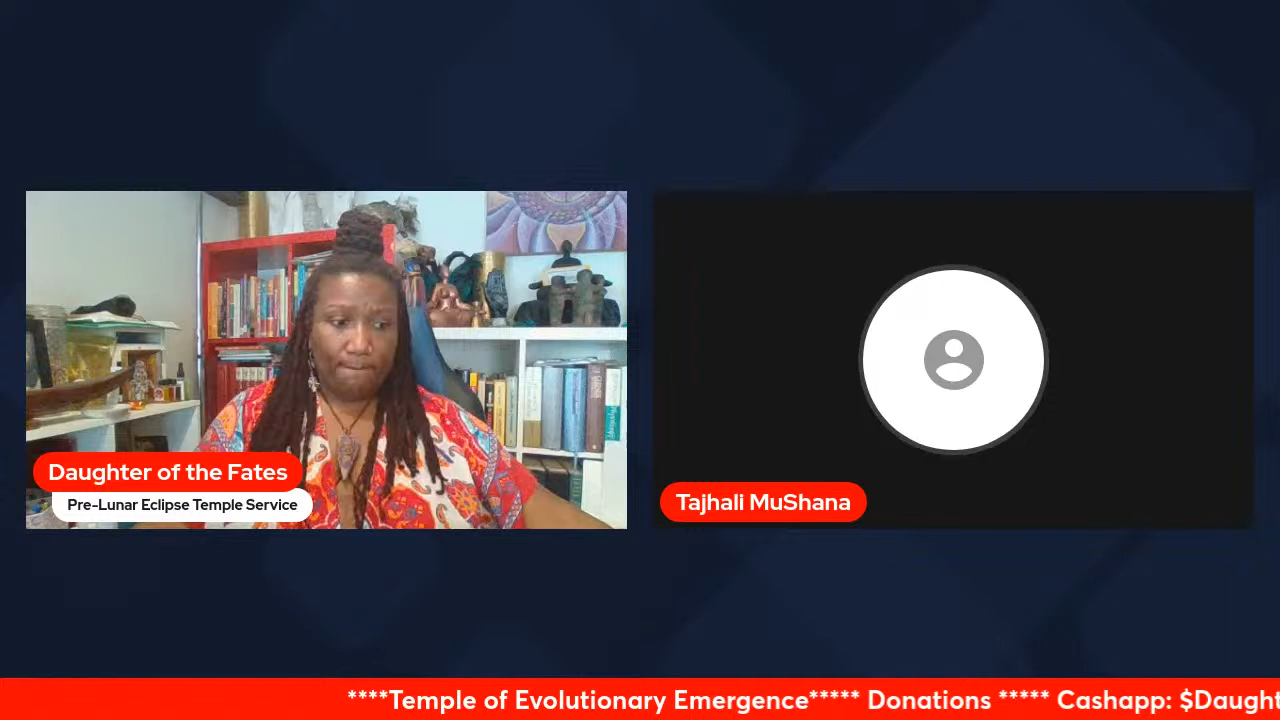 Daughter of the Fates
Pre-Lunar Eclipse Temple Service
Tajhali MuShana
****Temple of Evolutionary Emergence***** Donations ***** Cashapp: $Daught